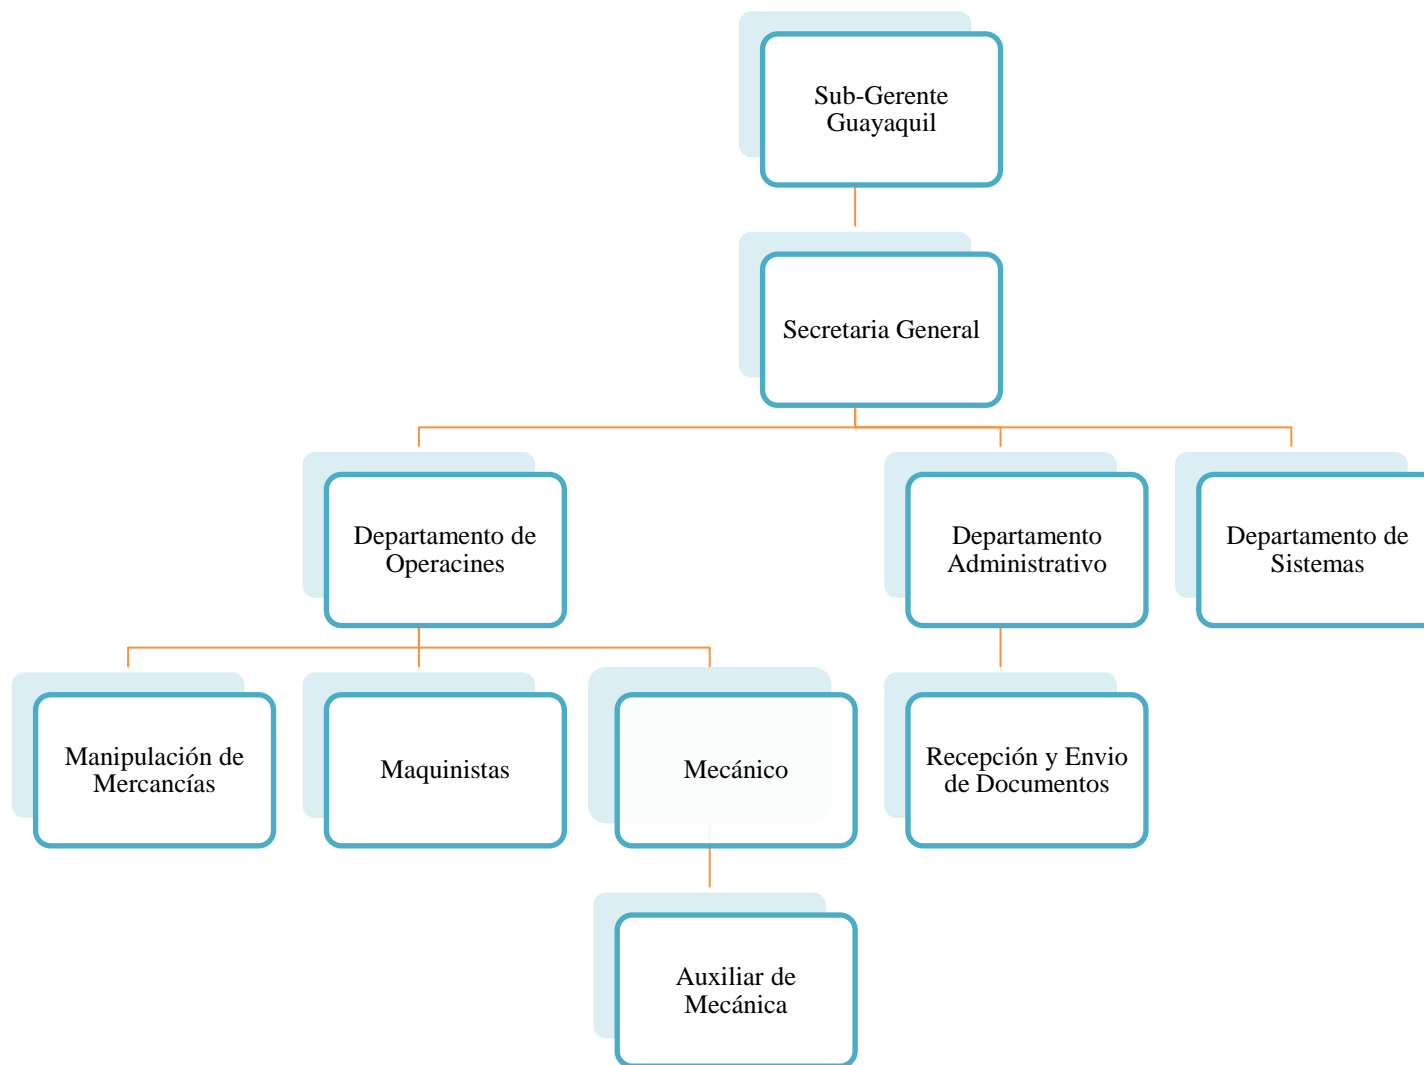 Sub-Gerente
Guayaquil
Secretaria General
Departamento de
Operacines
Departamento
Administrativo
Departamento de
Sistemas
Manipulación de
Mercancías
Maquinistas
Mecánico
Recepción y Envio
de Documentos
Auxiliar de
Mecánica